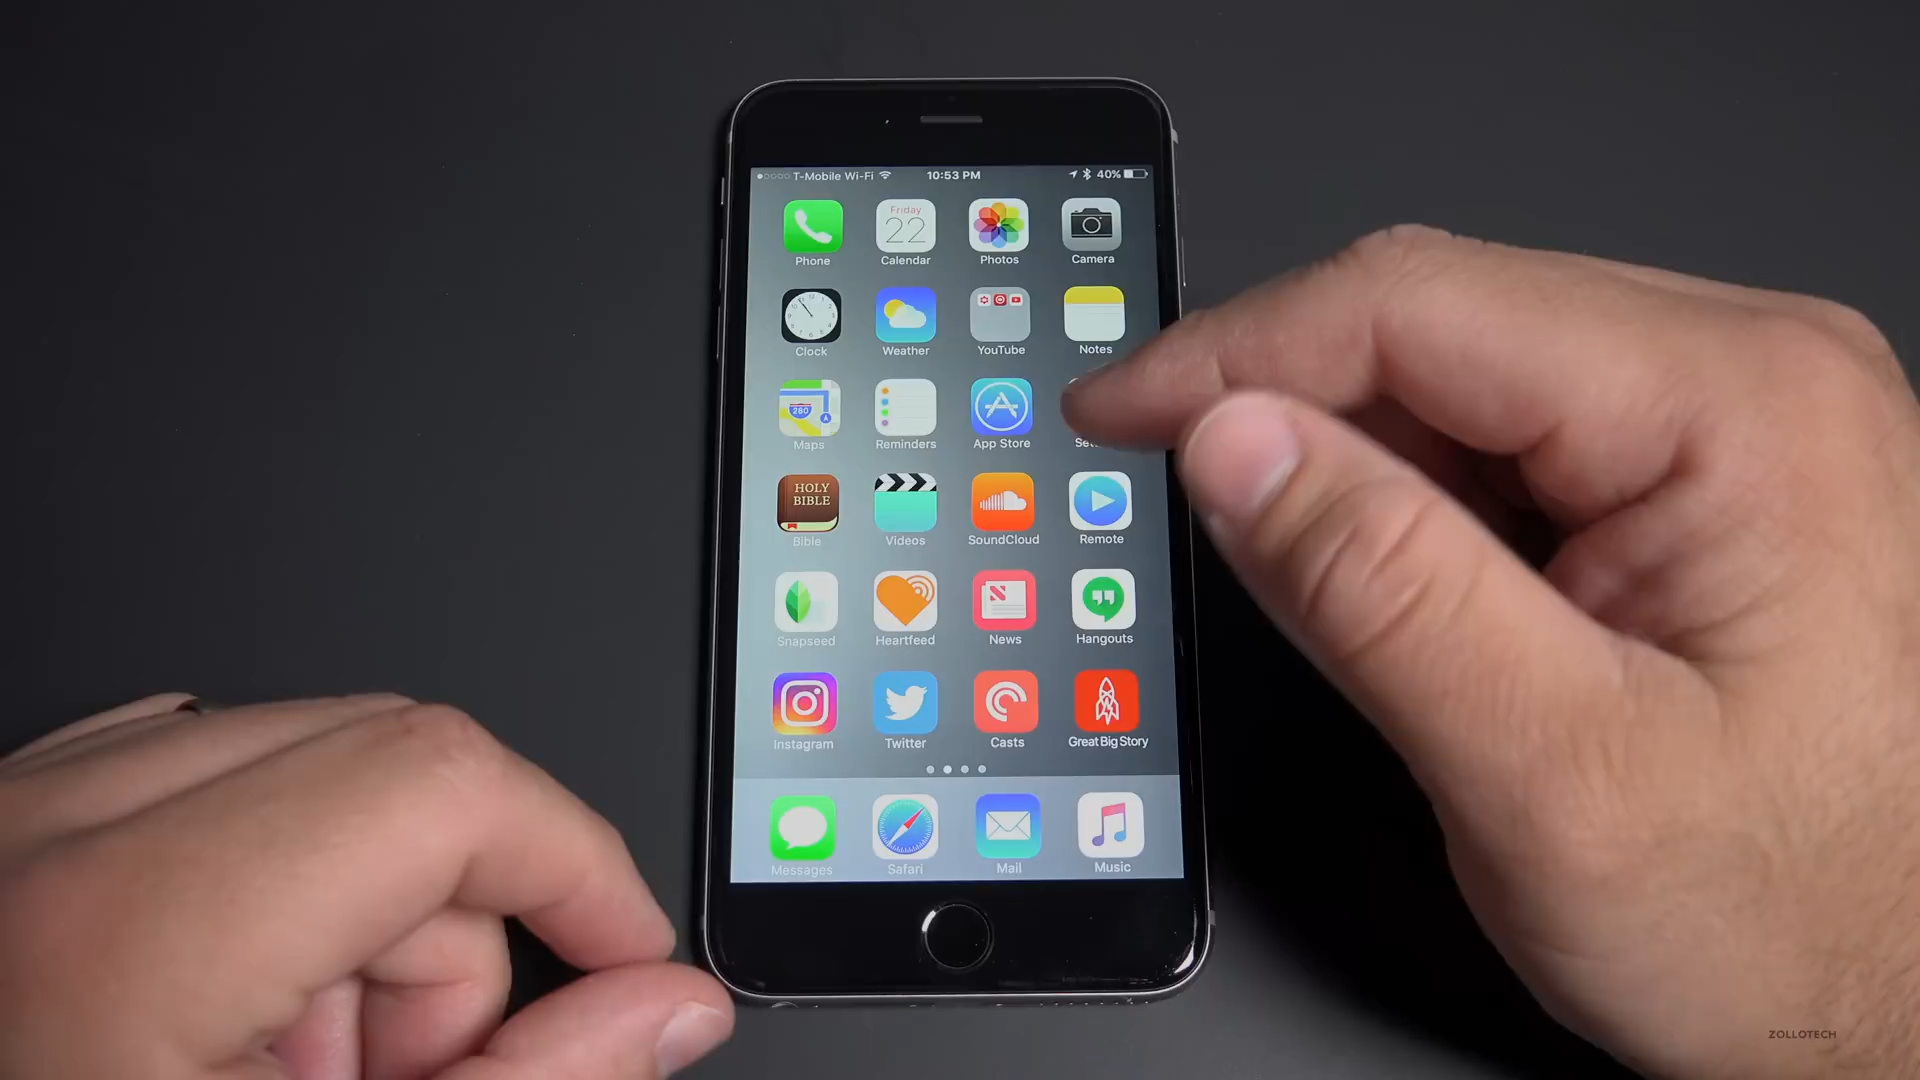 T-Mobile Wi-Fi 10:53 PM 40%
Friday
22
Phone Calendar Photos Camera
Clock Weather YouTube Notes
280
Maps Reminders App Store
HOLY
BIBLE
Bible Videos SoundCloud Remote
Snapseed Heartfeed News Hangouts
Instagram Twitter Casts Great Big Story
Messages Safari Mail Music
ZOLLOTECH